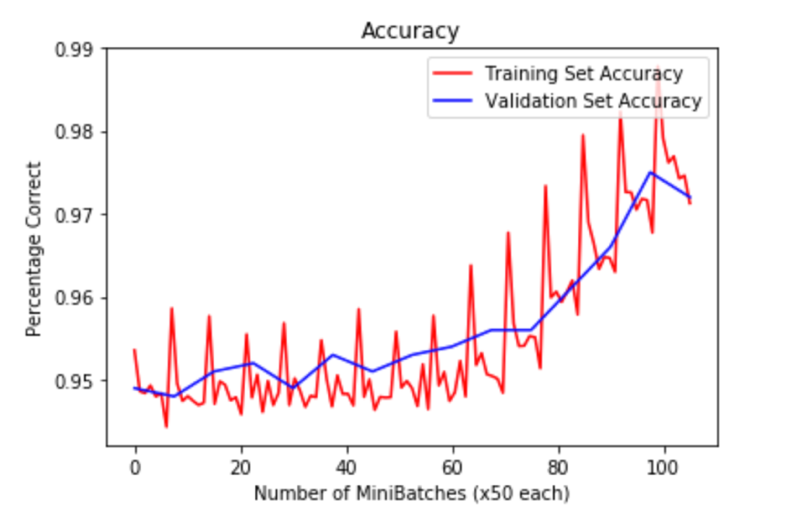 Accuracy
0.99
0.98
0.97
0.96
0.95
Percentage Correct
Training Set Accuracy
Validation Set Accuracy
0 20 40 60 80 100
Number of MiniBatches (x50 each)